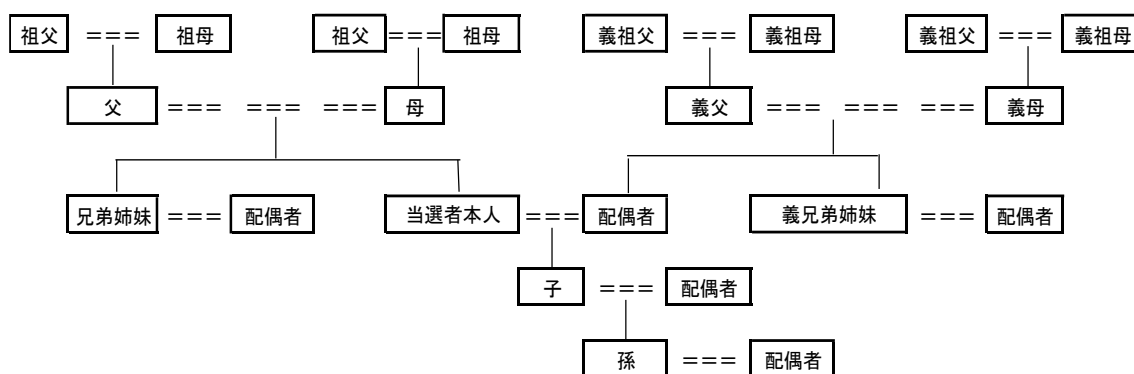 祖父 === 祖母 祖父 === 祖母 義祖父 === 義祖母 義祖父 === 義祖母
父 === === === 母 義父 === === === 義母
兄弟姉妹 === 配偶者 当選者本人 === 配偶者 義兄弟姉妹 === 配偶者
子 === 配偶者
孫 === 配偶者